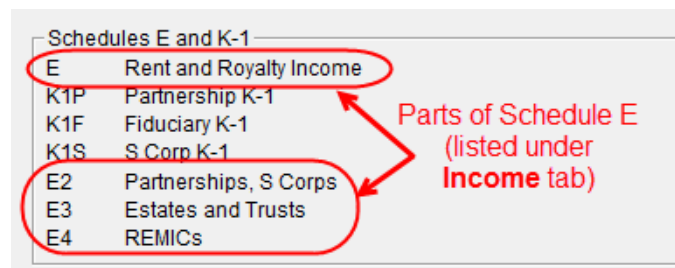 Schedules E and K-1
E Rent and Royalty Income
K1P Partnership K-1
K1F Fiduciary K-1
K1S S Corp K-1
E2 Partnerships, S Corps
E3 Estates and Trusts
E4 REMICs
Parts of Schedule E
(listed under
Income tab)